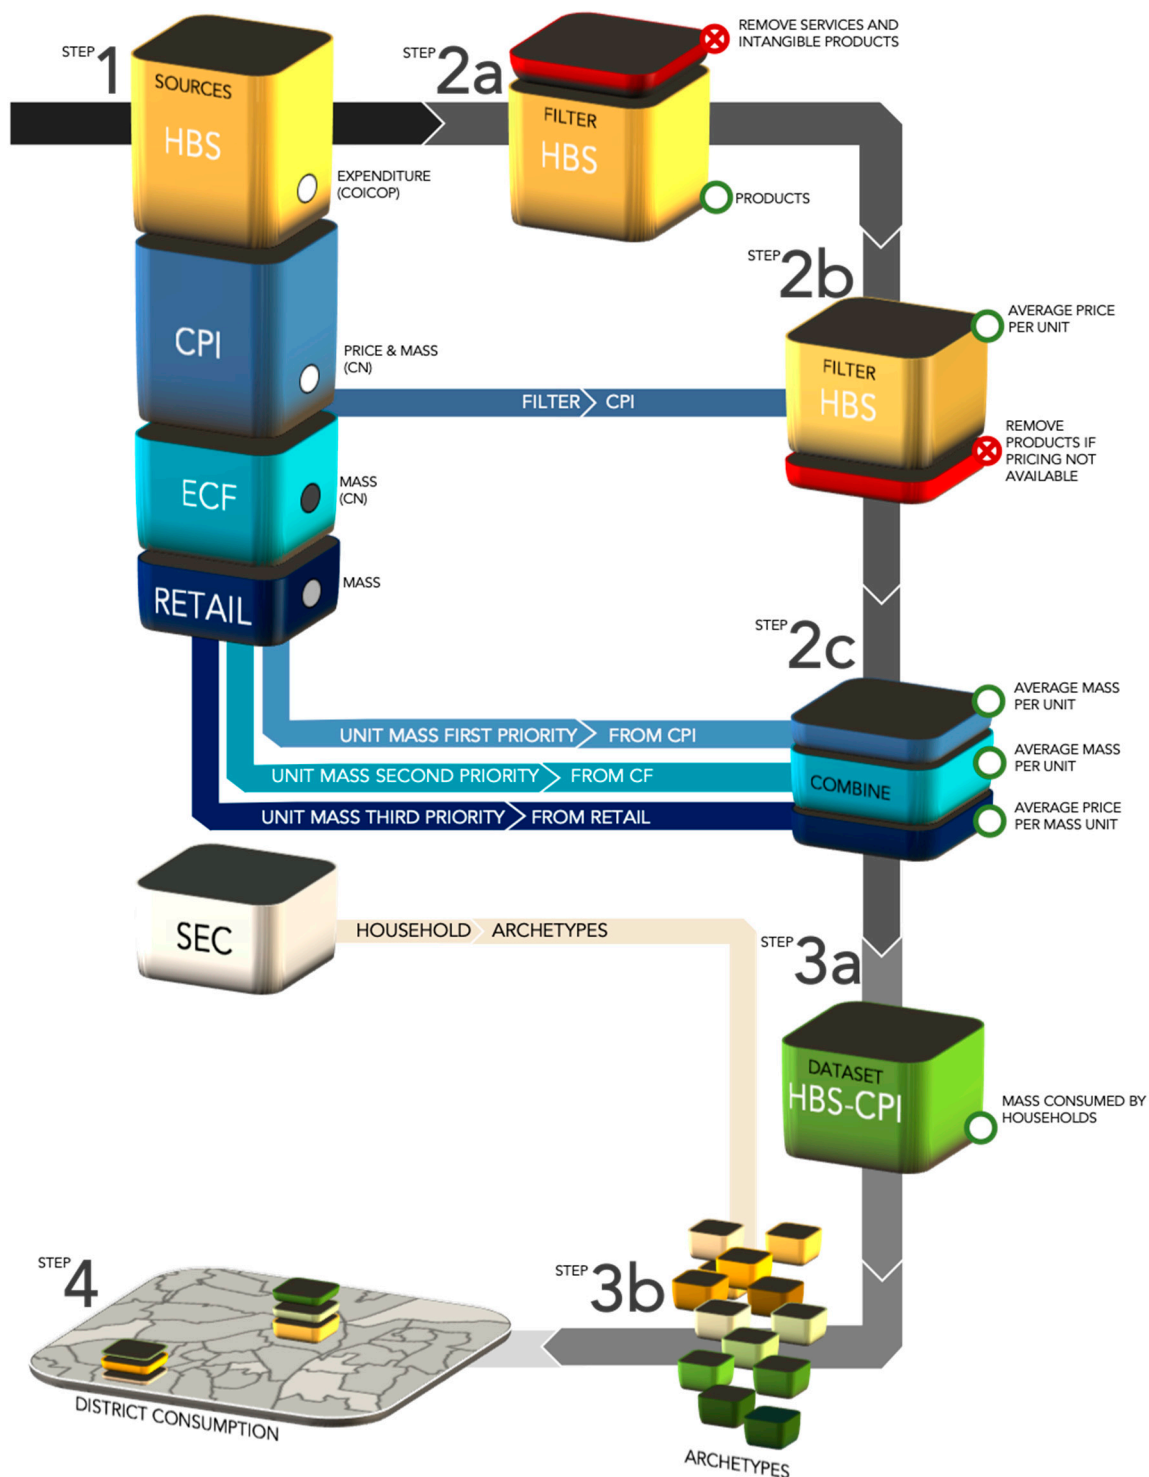 STEP 1
SOURCES
HBS
EXPENDITURE
(COICOP)
CPI
PRICE & MASS
(CN)
ECF
MASS
(CN)
RETAIL
MASS
STEP 2a
REMOVE SERVICES AND
INTANGIBLE PRODUCTS
FILTER
HBS
PRODUCTS
STEP 2b
AVERAGE PRICE
PER UNIT
FILTER
HBS
FILTER CPI
REMOVE
PRODUCTS IF
PRICING NOT
AVAILABLE
STEP 2c
UNIT MASS FIRST PRIORITY FROM CPI
UNIT MASS SECOND PRIORITY FROM CF
UNIT MASS THIRD PRIORITY FROM RETAIL
COMBINE
AVERAGE MASS
PER UNIT
AVERAGE MASS
PER UNIT
AVERAGE PRICE
PER MASS UNIT
SEC
HOUSEHOLD ARCHETYPES
STEP 3a
DATASET
HBS-CPI
MASS CONSUMED BY
HOUSEHOLDS
STEP 3b
ARCHETYPES
STEP 4
DISTRICT CONSUMPTION